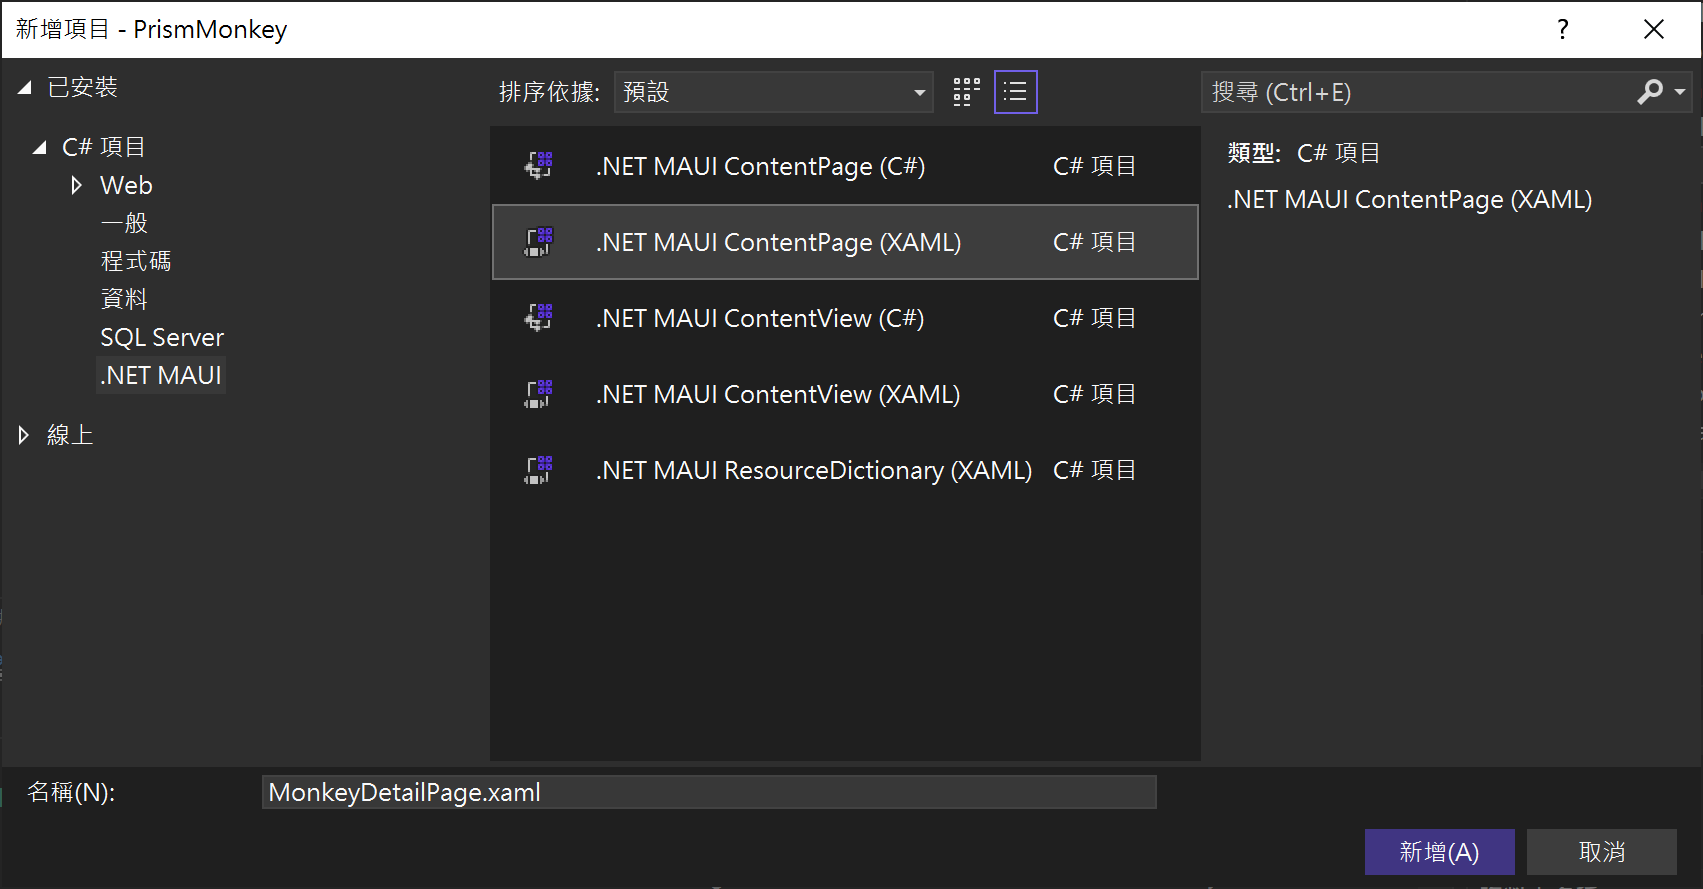 新增項目 - PrismMonkey
?
已安裝
C# 項目
Web
一般
程式碼
資料
SQL Server
.NET MAUI
線上
排序依據: 預設
.NET MAUI ContentPage (C#) C# 項目
.NET MAUI ContentPage (XAML) C# 項目
.NET MAUI ContentView (C#) C# 項目
.NET MAUI ContentView (XAML) C# 項目
.NET MAUI ResourceDictionary (XAML) C# 項目
搜尋 (Ctrl+E)
類型: C# 項目
.NET MAUI ContentPage (XAML)
名稱(N): MonkeyDetailPage.xaml
新增(A) 取消